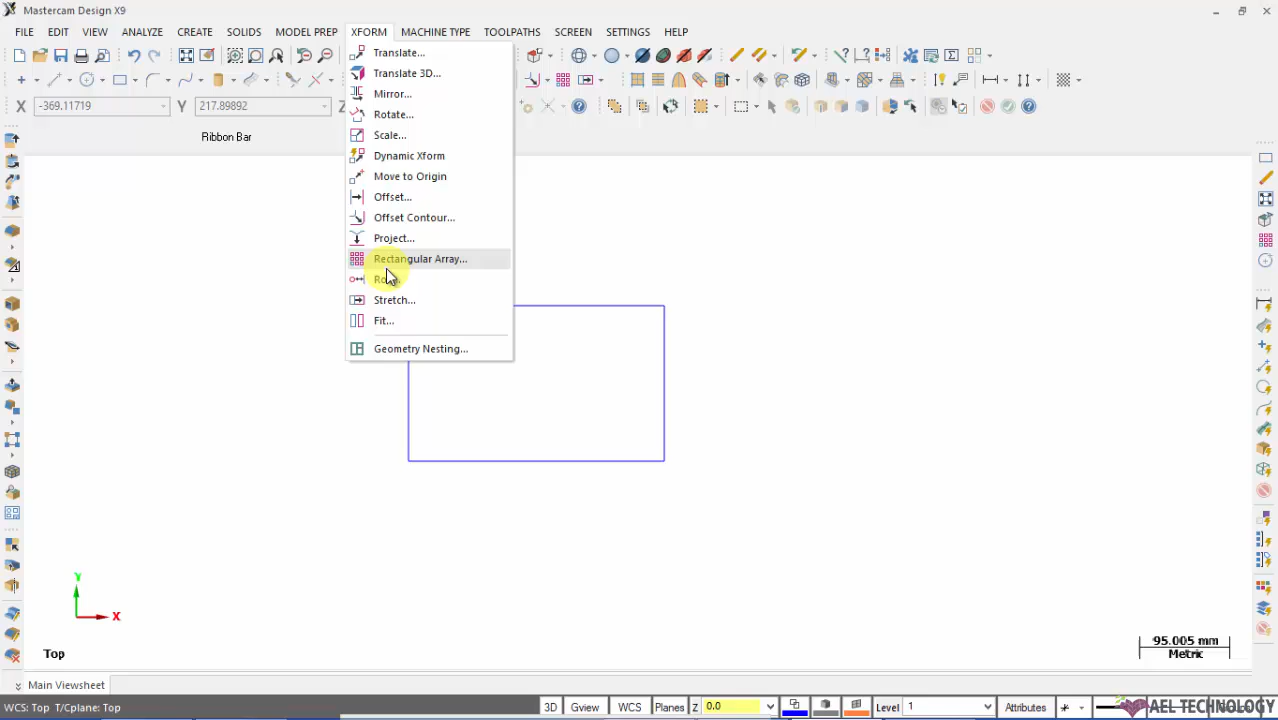 Mastercam Design X9
FILE EDIT VIEW ANALYZE CREATE SOLIDS MODEL PREP XFORM MACHINE TYPE TOOLPATHS SCREEN SETTINGS HELP
X -369.11713 Y 217.89892 Z
Ribbon Bar
Translate...
Translate 3D...
Mirror...
Rotate...
Scale...
Dynamic Xform
Move to Origin
Offset...
Offset Contour...
Project...
Rectangular Array...
Stretch...
Fit...
Geometry Nesting...
Y
X
Top
95.005 mm
Metric
Main Viewsheet
WCS: Top T/Cplane: Top 3D Gview WCS Planes Z 0.0 Level 1 Attributes
AEL TECHNOLOGY